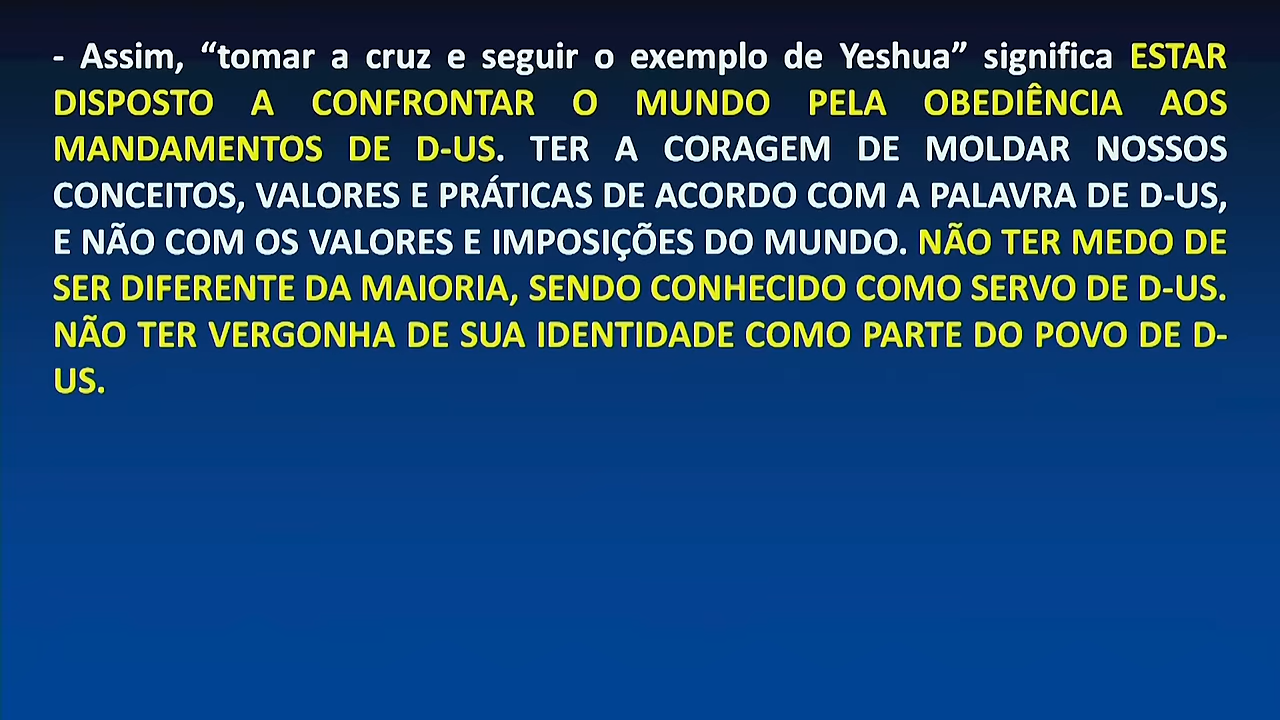 - Assim, “tomar a cruz e seguir o exemplo de Yeshua” significa ESTAR
DISPOSTO A CONFRONTAR O MUNDO PELA OBEDIÊNCIA AOS
MANDAMENTOS DE D-US. TER A CORAGEM DE MOLDAR NOSSOS
CONCEITOS, VALORES E PRÁTICAS DE ACORDO COM A PALAVRA DE D-US,
E NÃO COM OS VALORES E IMPOSIÇÕES DO MUNDO. NÃO TER MEDO DE
SER DIFERENTE DA MAIORIA, SENDO CONHECIDO COMO SERVO DE D-US.
NÃO TER VERGONHA DE SUA IDENTIDADE COMO PARTE DO POVO DE D-
US.